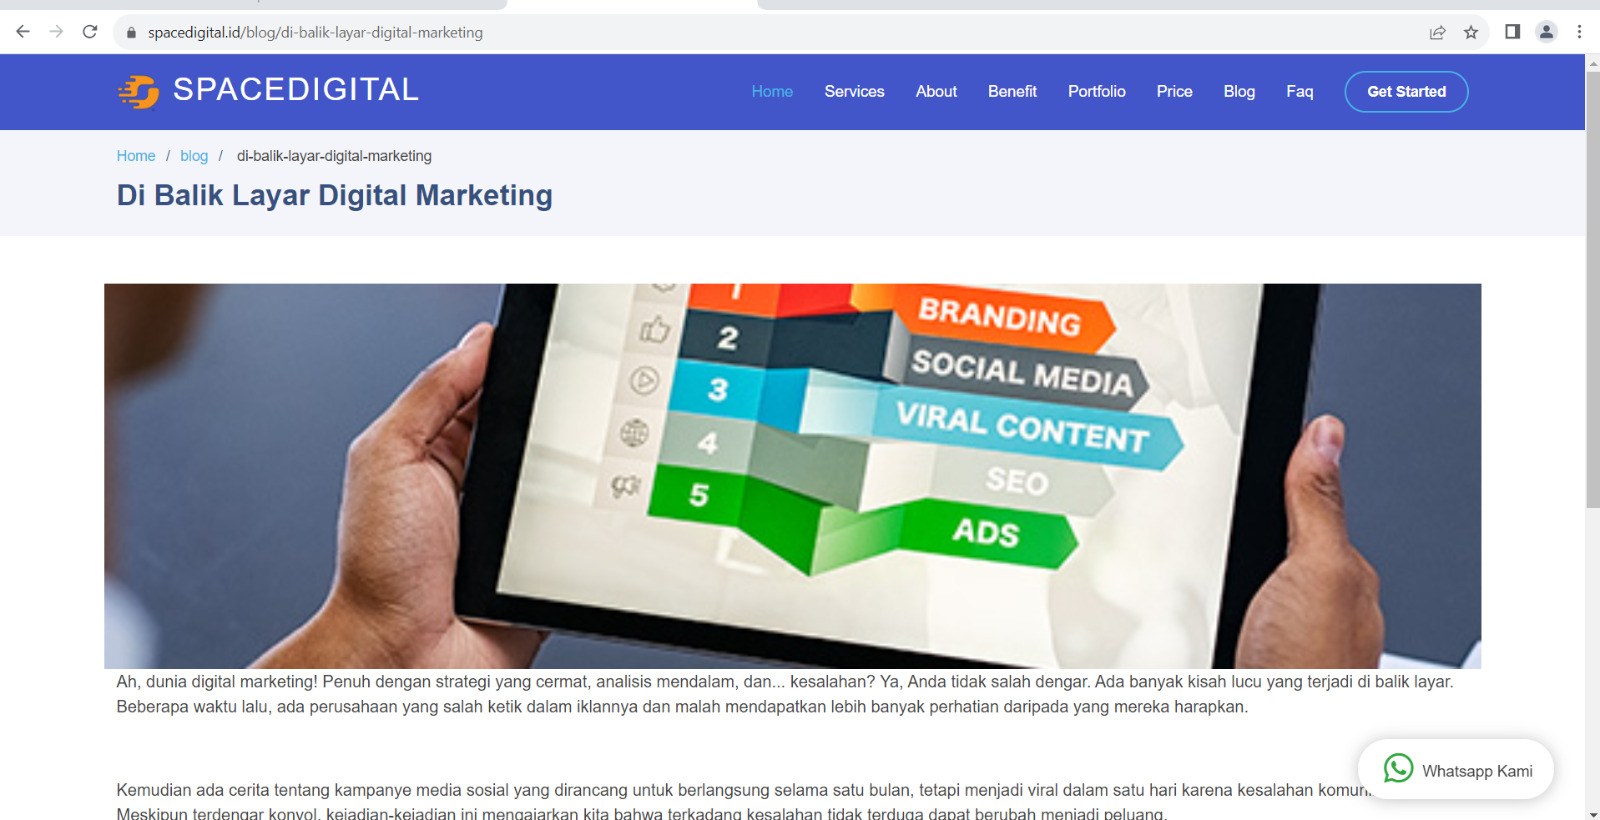 spacedigital.id/blog/di-balik-layar-digital-marketing
SPACEDIGITAL
Home Services About Benefit Portfolio Price Blog Faq Get Started
Home / blog / di-balik-layar-digital-marketing
Di Balik Layar Digital Marketing
1 BRANDING
2 SOCIAL MEDIA
3 VIRAL CONTENT
4 SEO
5 ADS
Ah, dunia digital marketing! Penuh dengan strategi yang cermat, analisis mendalam, dan... kesalahan? Ya, Anda tidak salah dengar. Ada banyak kisah lucu yang terjadi di balik layar.
Beberapa waktu lalu, ada perusahaan yang salah ketik dalam iklannya dan malah mendapatkan lebih banyak perhatian daripada yang mereka harapkan.
Whatsapp Kami
Kemudian ada cerita tentang kampanye media sosial yang dirancang untuk berlangsung selama satu bulan, tetapi menjadi viral dalam satu hari karena kesalahan
Meskipun terdengar konyol, kejadian-kejadian ini mengajarkan kita bahwa terkadang kesalahan tidak terduga dapat berubah menjadi peluang.